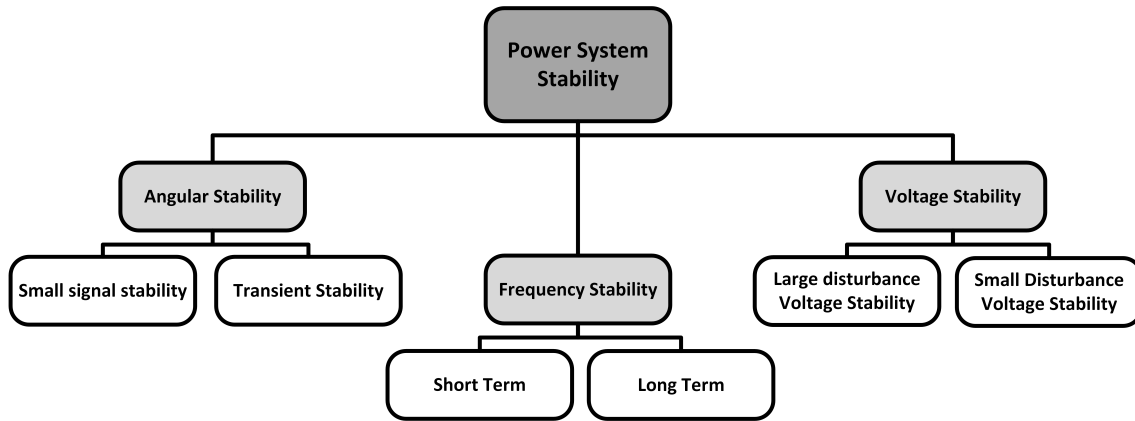 Power System
Stability
Angular Stability
Voltage Stability
Small signal stability
Transient Stability
Frequency Stability
Large disturbance
Voltage Stability
Small Disturbance
Voltage Stability
Short Term
Long Term